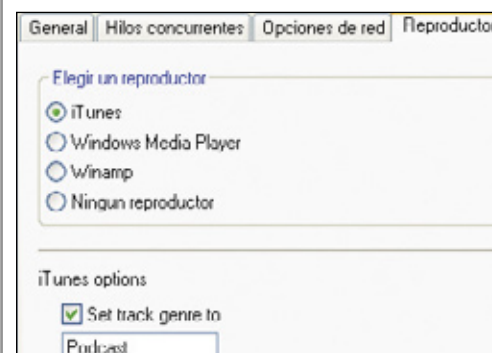 General Hilos concurrentes Opciones de red Reproductor
Elegir un reproductor
iTunes
Windows Media Player
Winamp
Ningun reproductor
iTunes options
Set track genre to
Podcast